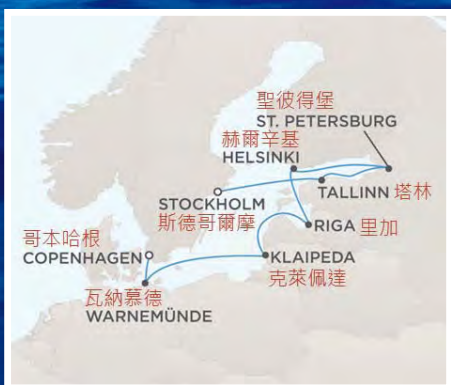 聖彼得堡
ST. PETERSBURG
赫爾辛基
HELSINKI
TALLINN 塔林
STOCKHOLM
斯德哥爾摩
RIGA 里加
哥本哈根
COPENHAGEN
KLAIPEDA
克萊佩達
瓦納慕德
WARNEMÜNDE